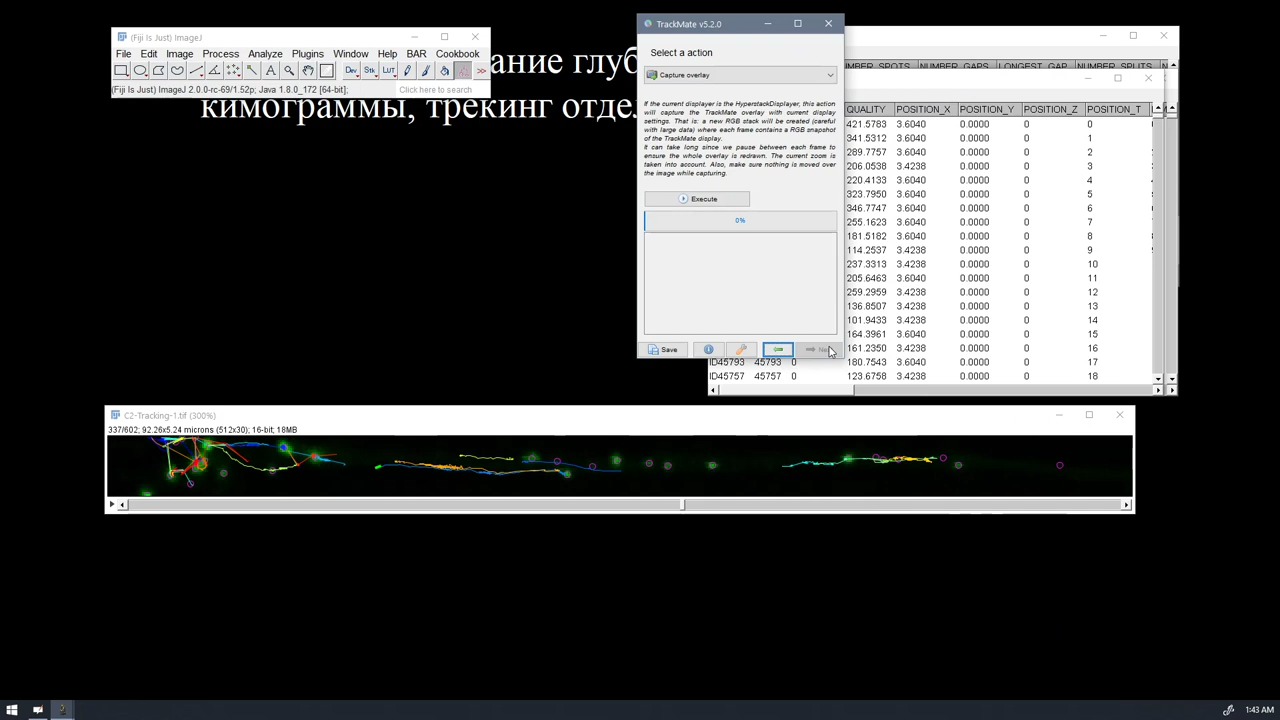 (Fiji Is Just) ImageJ
File Edit Image Process Analyze Plugins Window Help BAR Cookbook
Dev Stk LUT
(Fiji Is Just) ImageJ 2.0.0-rc-69/1.52p; Java 1.8.0_172 [64-bit];
Click here to search
ание глуб
кимограммы, трекинг отдел
TrackMate v5.2.0
Select a action
Capture overlay
If the current displayer is the HyperstackDisplayer, this action
will capture the TrackMate overlay with current display
settings. That is: a new RGB stack will be created (careful
with large data) where each frame contains a RGB snapshot
of the TrackMate display.
It can take long since we pause between each frame to
ensure the whole overlay is redrawn. The current zoom is
taken into account. Also, make sure nothing is moved over
the image while capturing.
Execute
0%
Save
QUALITY POSITION_X POSITION_Y POSITION_Z POSITION_T
421.5783 3.6040 0.0000 0 0
341.5312 3.6040 0.0000 0 1
289.7757 3.6040 0.0000 0 2
206.0538 3.4238 0.0000 0 3
220.4133 3.6040 0.0000 0 4
323.7950 3.6040 0.0000 0 5
346.7747 3.6040 0.0000 0 6
255.1623 3.6040 0.0000 0 7
181.5182 3.6040 0.0000 0 8
114.2537 3.4238 0.0000 0 9
237.3313 3.4238 0.0000 0 10
205.6463 3.6040 0.0000 0 11
259.2959 3.4238 0.0000 0 12
136.8507 3.4238 0.0000 0 13
101.9433 3.4238 0.0000 0 14
164.3961 3.6040 0.0000 0 15
161.2350 3.4238 0.0000 0 16
ID45793 45793 0 180.7543 3.6040 0.0000 0 17
ID45757 45757 0 123.6758 3.4238 0.0000 0 18
C2-Tracking-1.tif (300%)
337/602; 92.26x5.24 microns (512x30); 16-bit; 18MB
1:43 AM